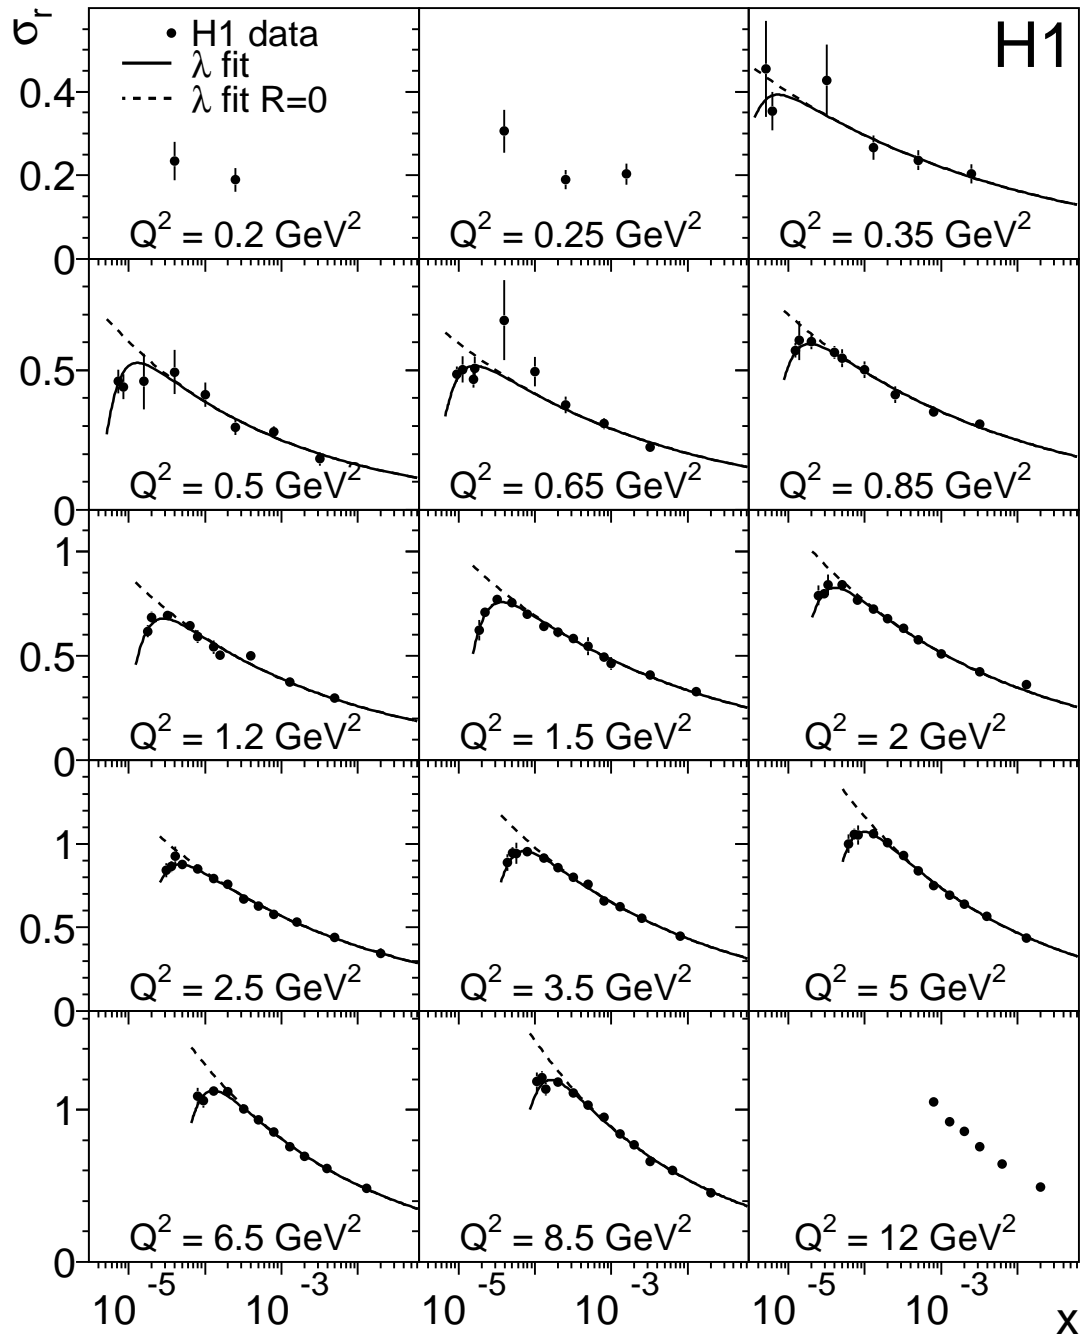 σr
H1 data
λ fit
λ fit R=0
H1
0.4
0.2
0
Q² = 0.2 GeV²
Q² = 0.25 GeV²
Q² = 0.35 GeV²
0.5
0
Q² = 0.5 GeV²
Q² = 0.65 GeV²
Q² = 0.85 GeV²
1
0.5
0
Q² = 1.2 GeV²
Q² = 1.5 GeV²
Q² = 2 GeV²
1
0.5
0
Q² = 2.5 GeV²
Q² = 3.5 GeV²
Q² = 5 GeV²
1
0
Q² = 6.5 GeV²
Q² = 8.5 GeV²
Q² = 12 GeV²
10⁻⁵ 10⁻³ 10⁻⁵ 10⁻³ 10⁻⁵ 10⁻³ x